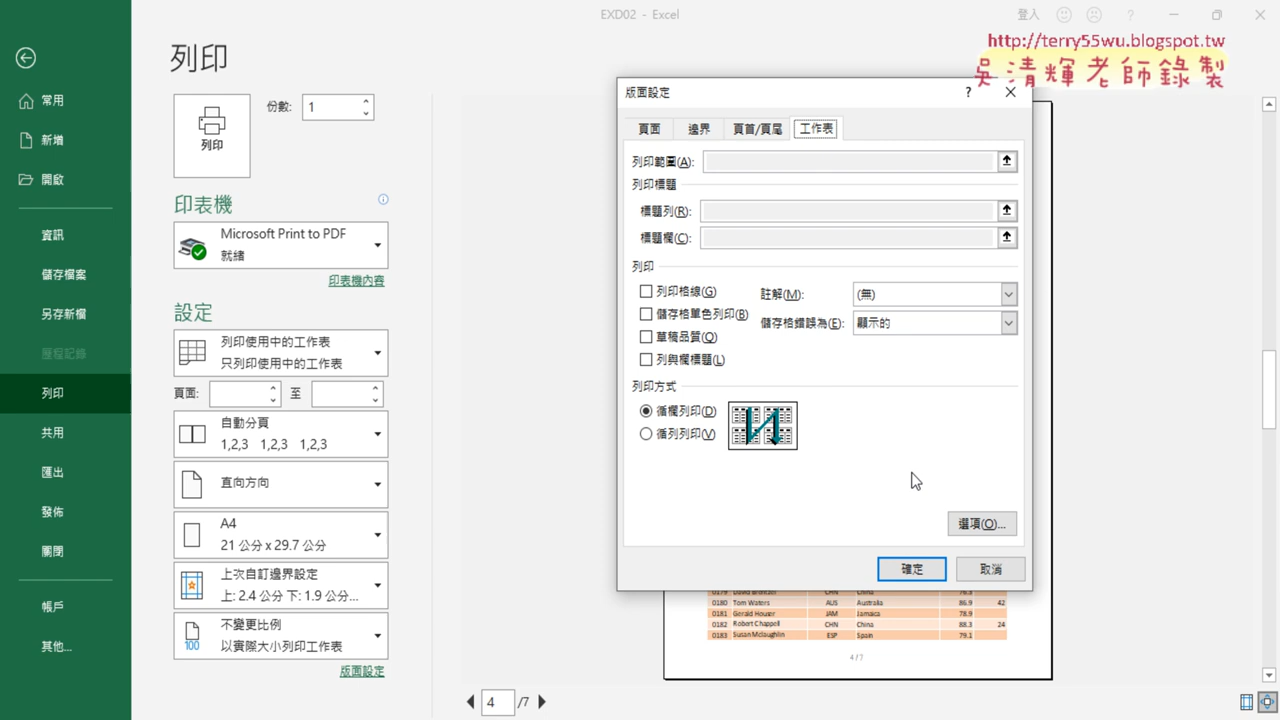 EXD02 - Excel
登入
http://terry55wu.blogspot.tw
吳清輝老師錄製
常用
新增
開啟
資訊
儲存檔案
另存新檔
歷程記錄
列印
共用
匯出
發佈
關閉
帳戶
其他...
列印
列印
份數: 1
印表機
Microsoft Print to PDF
就緒
印表機內容
設定
列印使用中的工作表
只列印使用中的工作表
頁面: 至
自動分頁
1,2,3 1,2,3 1,2,3
直向方向
A4
21 公分 x 29.7 公分
上次自訂邊界設定
上: 2.4 公分 下: 1.9 公分...
不變更比例
以實際大小列印工作表
100
版面設定
版面設定
頁面 邊界 頁首/頁尾 工作表
列印範圍(A):
列印標題
標題列(R):
標題欄(C):
列印
列印格線(G)
儲存格單色列印(B)
草稿品質(Q)
列與欄標題(L)
註解(M): (無)
儲存格錯誤為(E): 顯示的
列印方式
循欄列印(D)
循列列印(V)
選項(O)...
確定 取消
0180 Tom Waters AUS Australia 86.9 42
0181 Gerald Houser JAM Jamaica 78.9
0182 Robert Chappell CHN China 88.3 24
0183 Susan Mclaughlin ESP Spain 79.1
4 / 7
4 /7